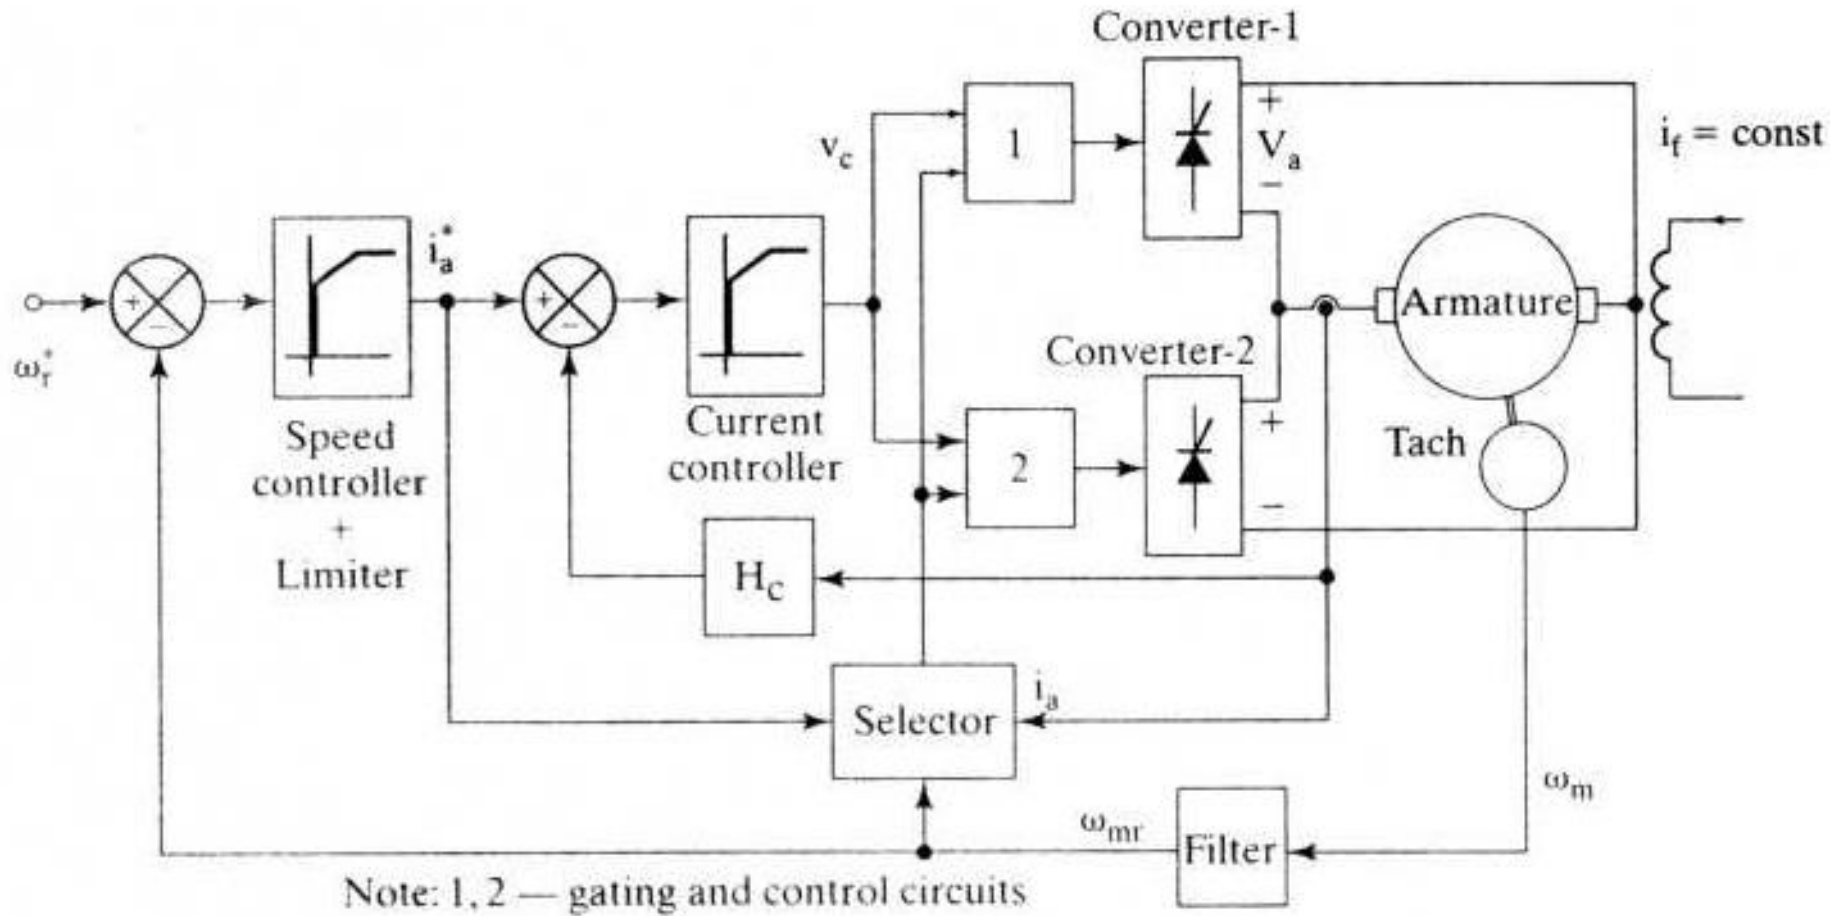 Converter-1
+
V_a
−
i_f = const
1
v_c
i_a^*
+
−
+
−
Armature
ω_r^*
Converter-2
+
−
Speed
controller
+
Limiter
Current
controller
2
Tach
H_c
i_a
Selector
ω_m
ω_mr
Filter
Note: 1, 2 — gating and control circuits